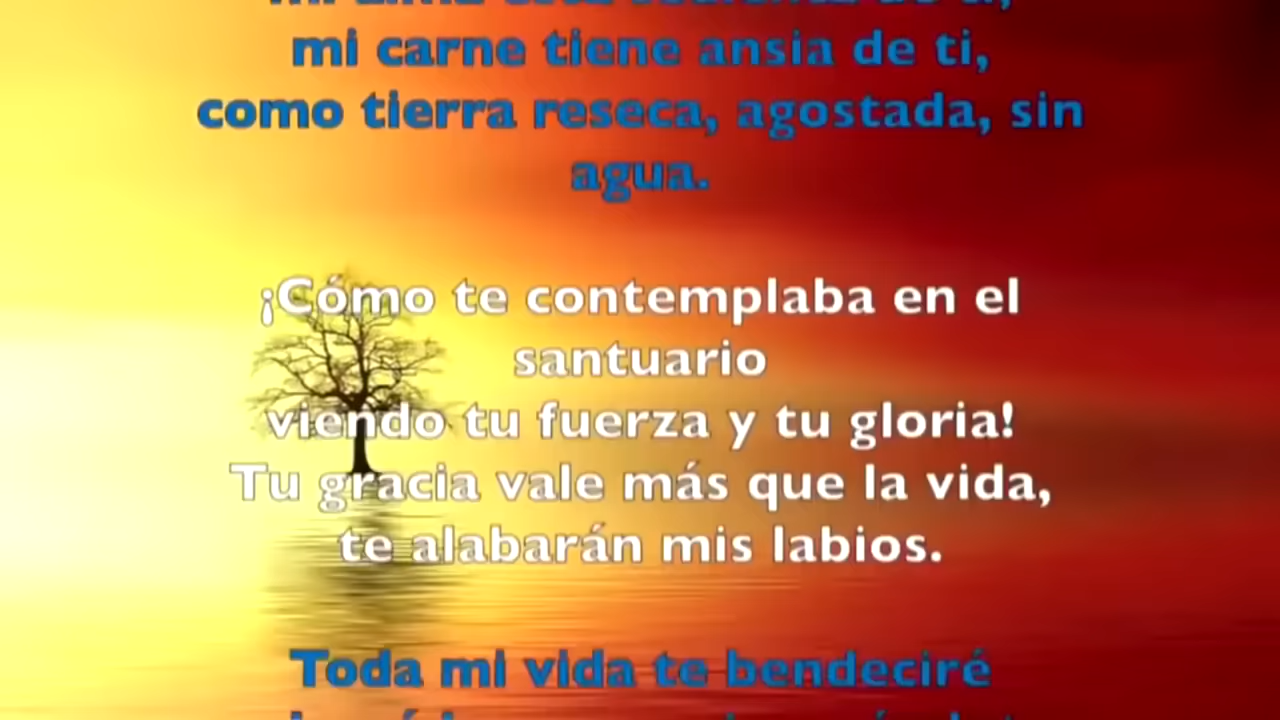 mi carne tiene ansia de ti,
como tierra reseca, agostada, sin
agua.
¡Cómo te contemplaba en el
santuario
viendo tu fuerza y tu gloria!
Tu gracia vale más que la vida,
te alabarán mis labios.
Toda mi vida te bendeciré